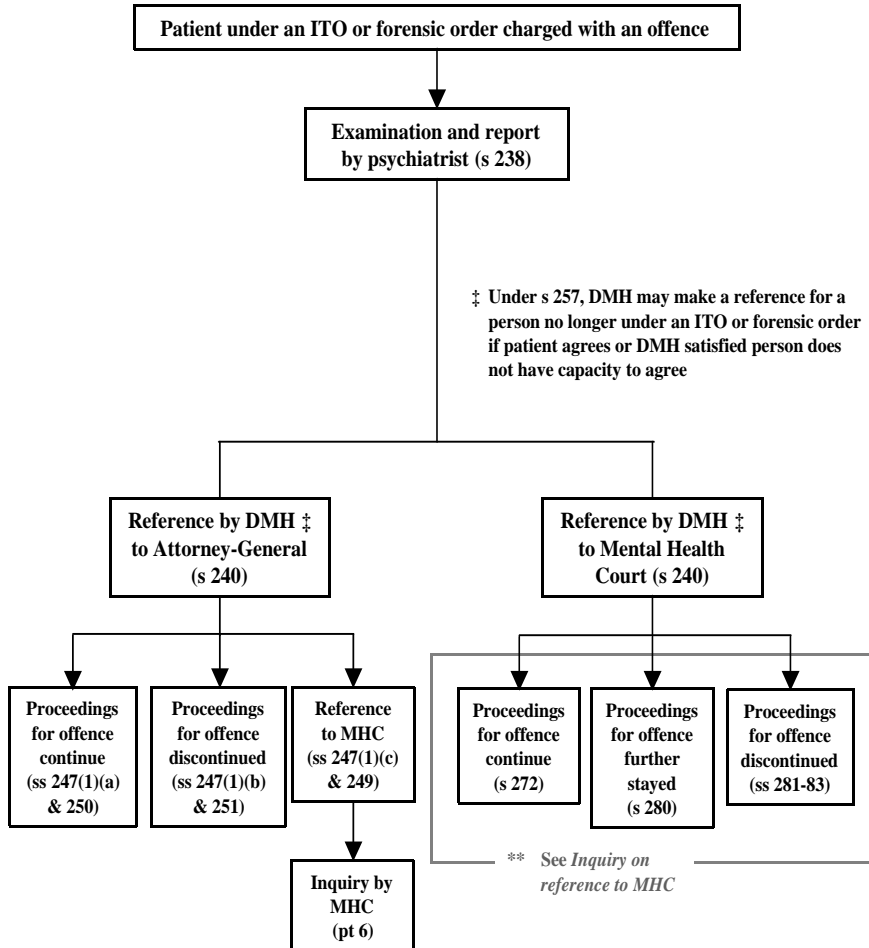 Patient under an ITO or forensic order charged with an offence
Examination and report
by psychiatrist (s 238)
‡ Under s 257, DMH may make a reference for a
person no longer under an ITO or forensic order
if patient agrees or DMH satisfied person does
not have capacity to agree
Reference by DMH ‡
to Attorney-General
(s 240)
Reference by DMH ‡
to Mental Health
Court (s 240)
Proceedings
for offence
continue
(ss 247(1)(a)
& 250)
Proceedings
for offence
discontinued
(ss 247(1)(b)
& 251)
Reference
to MHC
(ss 247(1)(c)
& 249)
Proceedings
for offence
continue
(s 272)
Proceedings
for offence
further
stayed
(s 280)
Proceedings
for offence
discontinued
(ss 281-83)
** See Inquiry on
reference to MHC
Inquiry by
MHC
(pt 6)